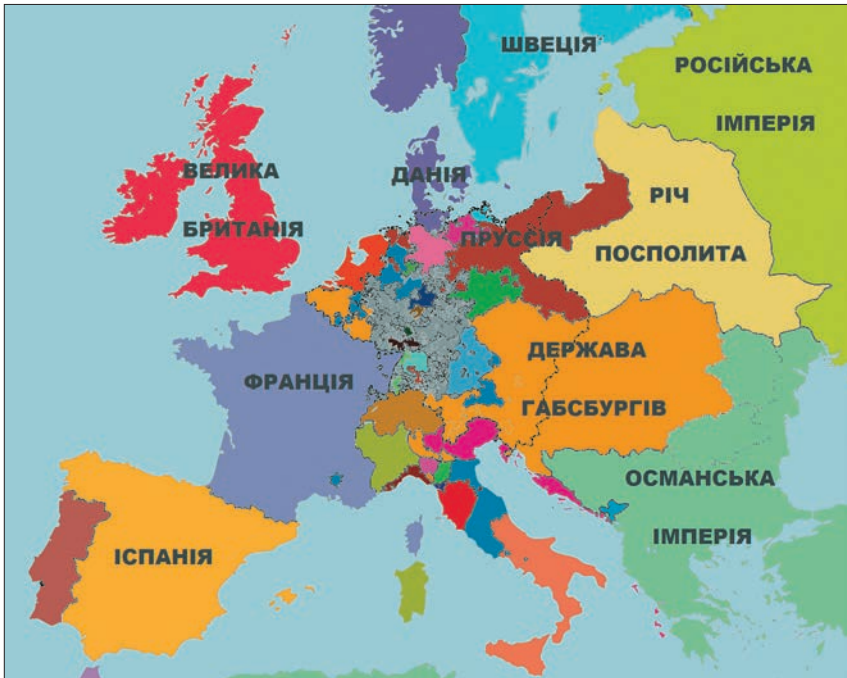 ШВЕЦІЯ
РОСІЙСЬКА
ІМПЕРІЯ
ВЕЛИКА
БРИТАНІЯ
ДАНІЯ
РІЧ
ПОСПОЛИТА
ПРУССІЯ
ДЕРЖАВА
ГАБСБУРГІВ
ФРАНЦІЯ
ОСМАНСЬКА
ІМПЕРІЯ
ІСПАНІЯ